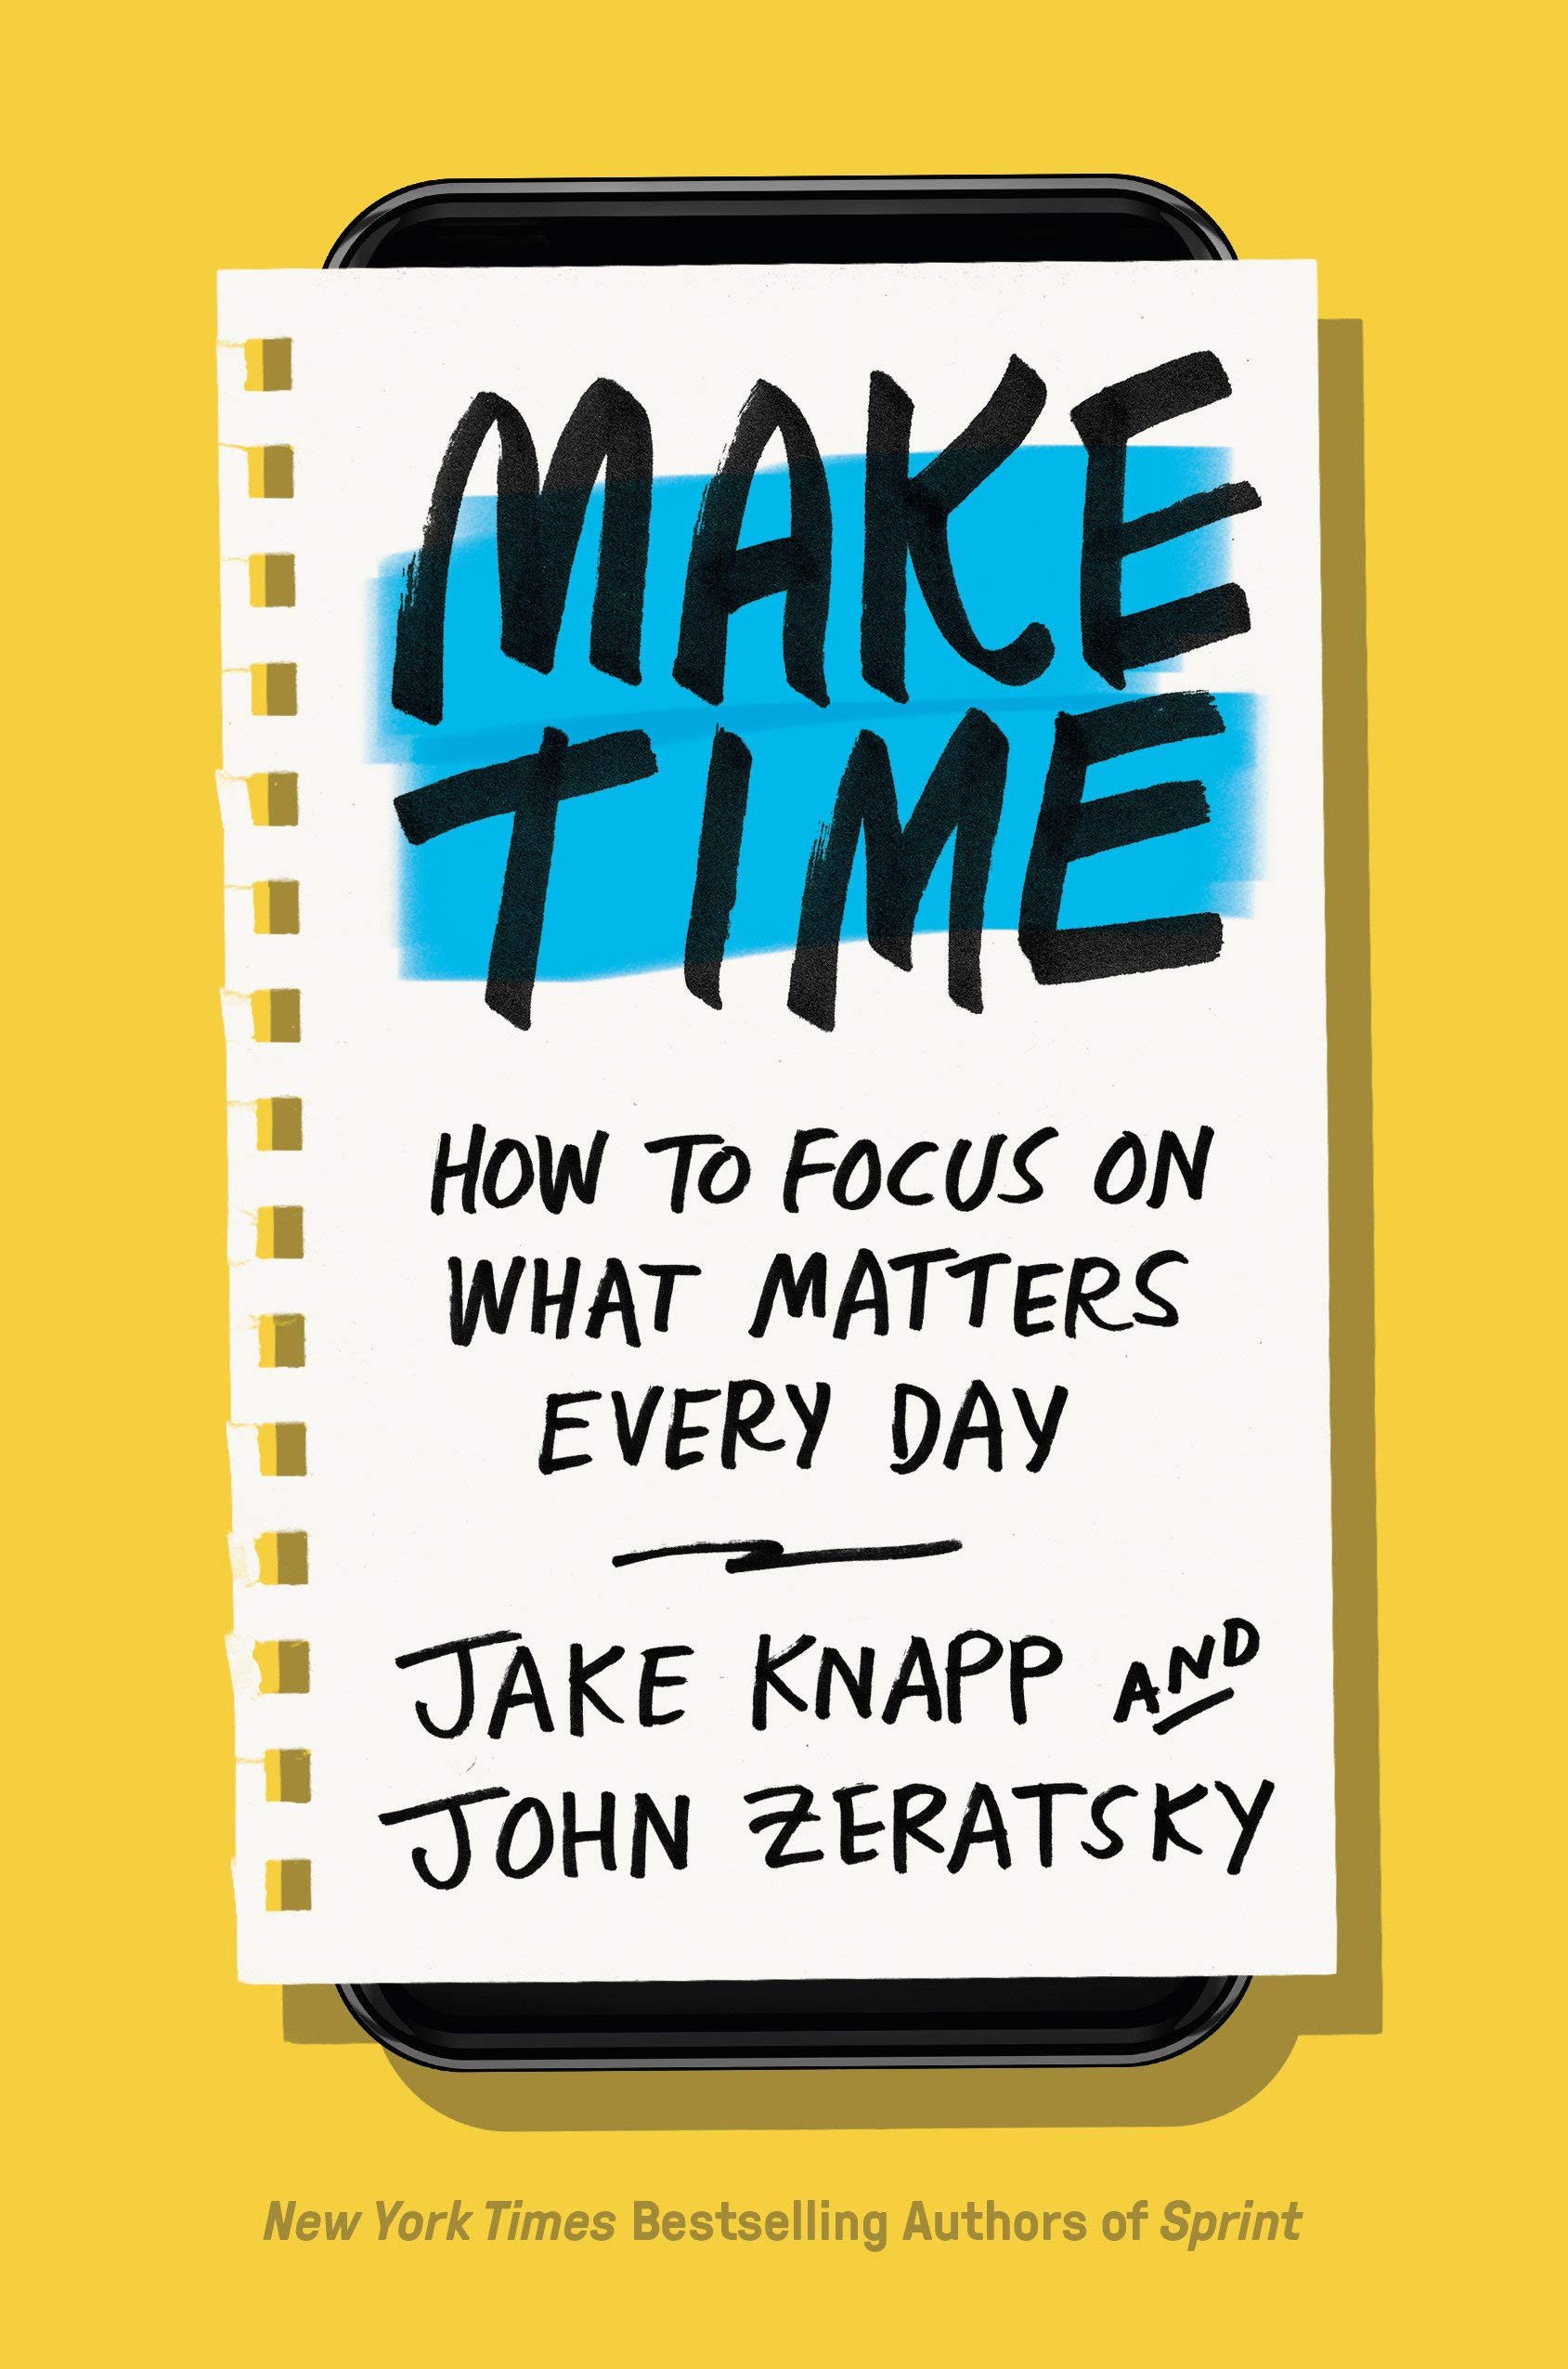 MAKE
TIME
HOW TO FOCUS ON
WHAT MATTERS
EVERY DAY
JAKE KNAPP AND
JOHN ZERATSKY
New York Times Bestselling Authors of Sprint